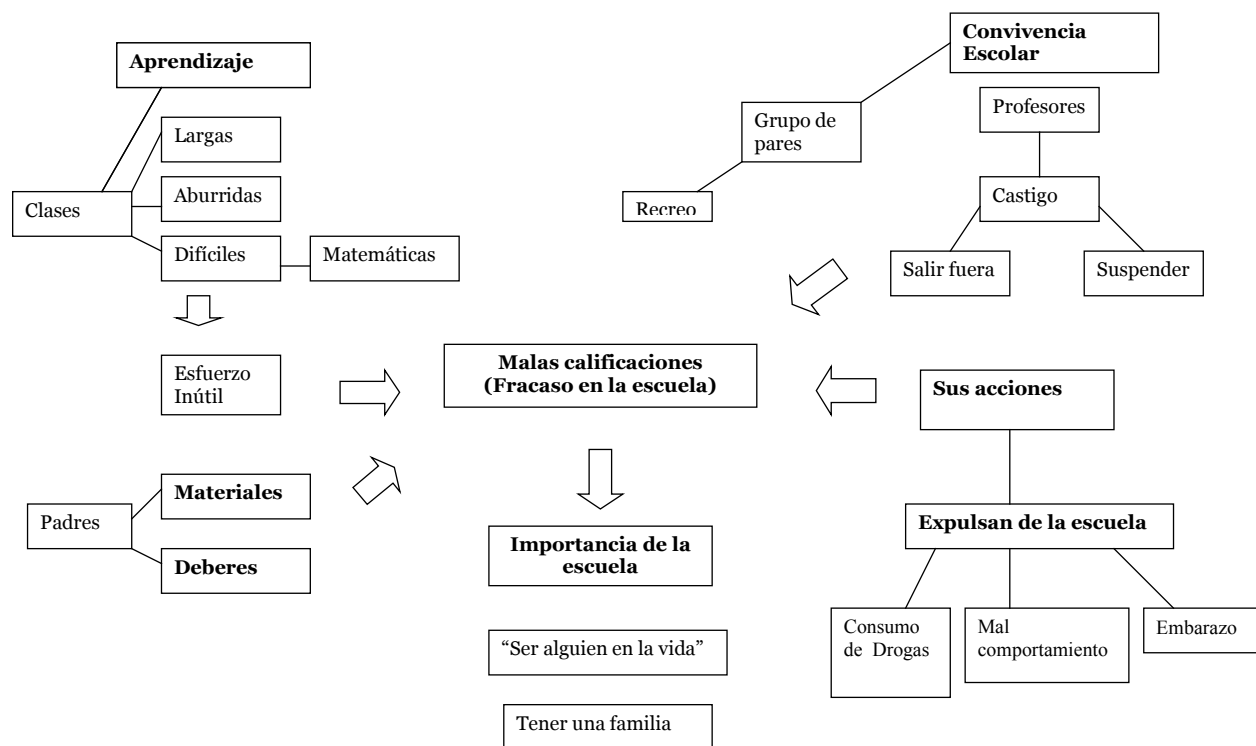 Aprendizaje
Largas
Aburridas
Clases
Difíciles
Matemáticas
Convivencia
Escolar
Profesores
Grupo de
pares
Recreo
Castigo
Salir fuera
Suspender
Esfuerzo
Inútil
Malas calificaciones
(Fracaso en la escuela)
Sus acciones
Materiales
Padres
Deberes
Importancia de la
escuela
Expulsan de la escuela
Consumo
de Drogas
Mal
comportamiento
Embarazo
“Ser alguien en la vida”
Tener una familia